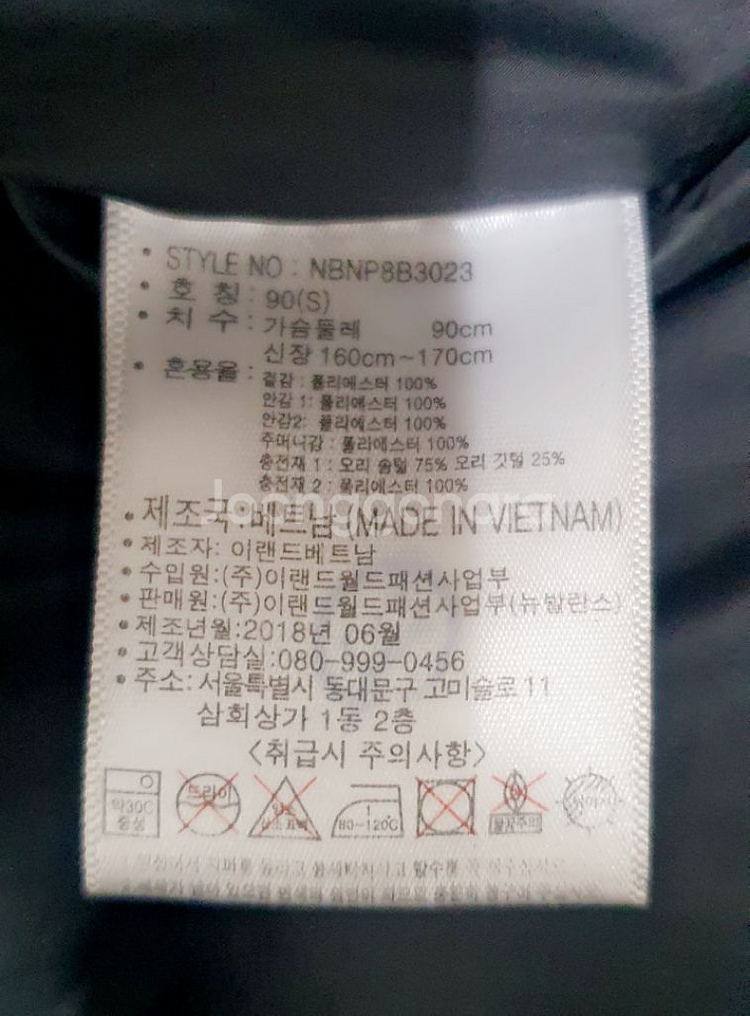 • STYLE NO : NBNP8B3023
• 호 칭 : 90(S)
• 치 수 : 가슴둘레 90cm
신장 160cm~170cm
• 혼용율 : 겉감 : 폴리에스터 100%
안감 1: 폴리에스터 100%
안감2: 폴리에스터 100%
주머니감 : 폴리에스터 100%
충전재 1 : 오리 솜털 75% 오리 깃털 25%
충전재 2 : 폴리에스터 100%
Joonggonara
• 제조국:베트남(MADE IN VIETNAM)
• 제조자: 이랜드베트남
• 수입원:(주)이랜드월드패션사업부
• 판매원:(주)이랜드월드패션사업부(뉴발란스)
• 제조년월:2018년 06월
• 고객상담실:080-999-0456
• 주소: 서울특별시 동대문구 고미술로 11
삼희상가 1동 2층
<취급시 주의사항>
약30C 중성 드라이 염소 표백 1 80~120℃